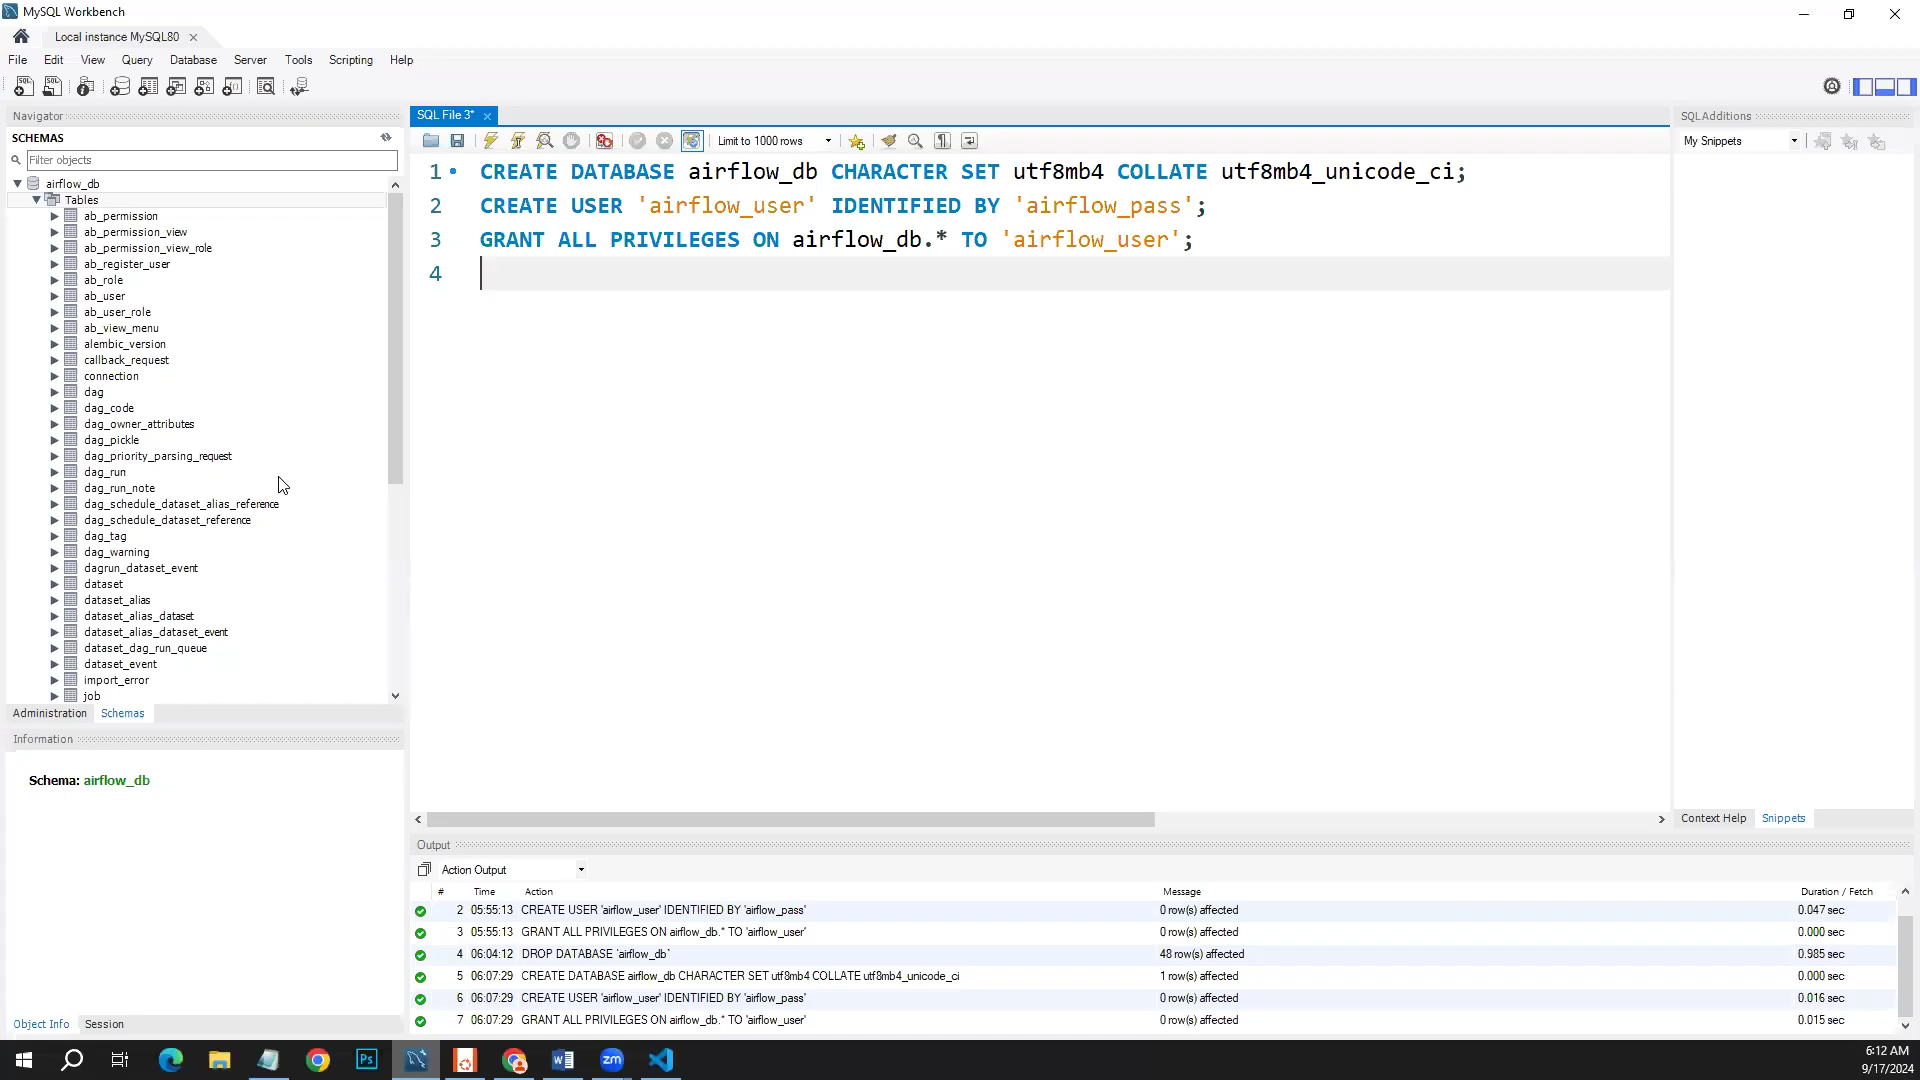 MySQL Workbench
Local instance MySQL80
File Edit View Query Database Server Tools Scripting Help
Navigator
SCHEMAS
Filter objects
airflow_db
Tables
ab_permission
ab_permission_view
ab_permission_view_role
ab_register_user
ab_role
ab_user
ab_user_role
ab_view_menu
alembic_version
callback_request
connection
dag
dag_code
dag_owner_attributes
dag_pickle
dag_priority_parsing_request
dag_run
dag_run_note
dag_schedule_dataset_alias_reference
dag_schedule_dataset_reference
dag_tag
dag_warning
dagrun_dataset_event
dataset
dataset_alias
dataset_alias_dataset
dataset_alias_dataset_event
dataset_dag_run_queue
dataset_event
import_error
job
Administration Schemas
Information
Schema: airflow_db
Object Info Session
SQL File 3*
Limit to 1000 rows
1 CREATE DATABASE airflow_db CHARACTER SET utf8mb4 COLLATE utf8mb4_unicode_ci;
2 CREATE USER 'airflow_user' IDENTIFIED BY 'airflow_pass';
3 GRANT ALL PRIVILEGES ON airflow_db.* TO 'airflow_user';
4
SQLAdditions
My Snippets
Context Help Snippets
Output
Action Output
# Time Action Message Duration / Fetch
2 05:55:13 CREATE USER 'airflow_user' IDENTIFIED BY 'airflow_pass' 0 row(s) affected 0.047 sec
3 05:55:13 GRANT ALL PRIVILEGES ON airflow_db.* TO 'airflow_user' 0 row(s) affected 0.000 sec
4 06:04:12 DROP DATABASE `airflow_db` 48 row(s) affected 0.985 sec
5 06:07:29 CREATE DATABASE airflow_db CHARACTER SET utf8mb4 COLLATE utf8mb4_unicode_ci 1 row(s) affected 0.000 sec
6 06:07:29 CREATE USER 'airflow_user' IDENTIFIED BY 'airflow_pass' 0 row(s) affected 0.016 sec
7 06:07:29 GRANT ALL PRIVILEGES ON airflow_db.* TO 'airflow_user' 0 row(s) affected 0.015 sec
6:12 AM
9/17/2024